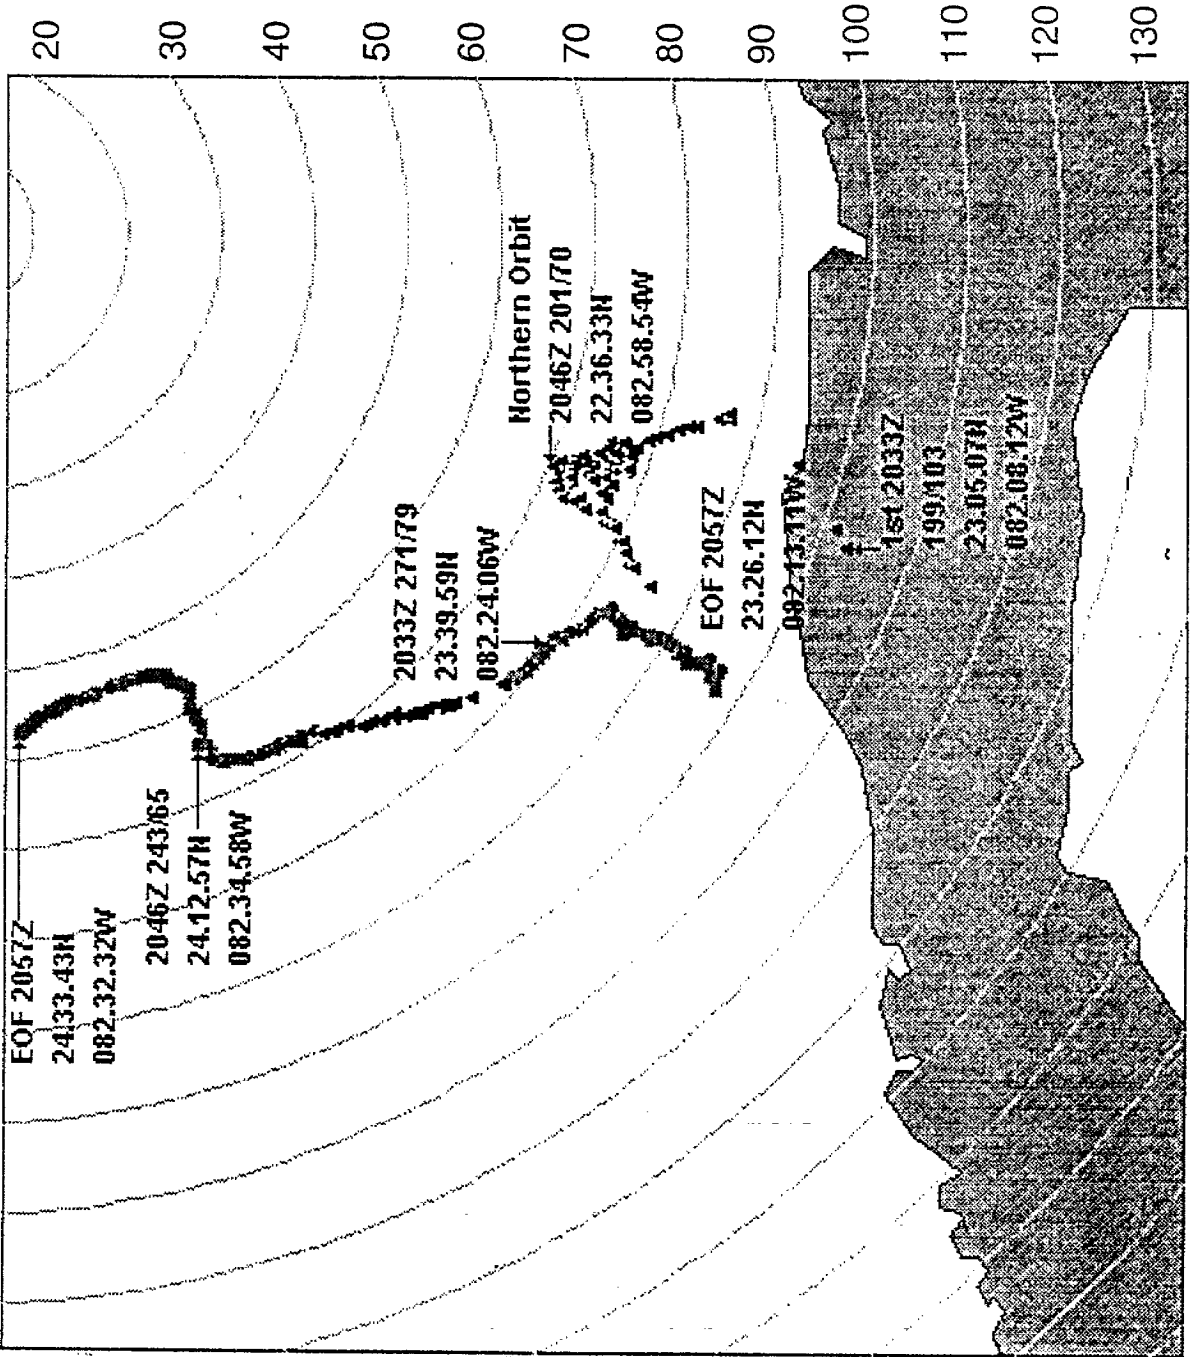 20
30
40
50
60
70
80
90
100
110
120
130
EOF 2057Z
24.33.43N
082.32.32W
2046Z 243/65
24.12.57N
082.34.58W
2033Z 271/79
23.39.59N
082.24.06W
Northern Orbit
2046Z 201/70
22.36.33N
082.58.54W
EOF 2057Z
23.26.12N
082.13.11W
1st 2033Z
199/103
23.05.07N
082.08.12W